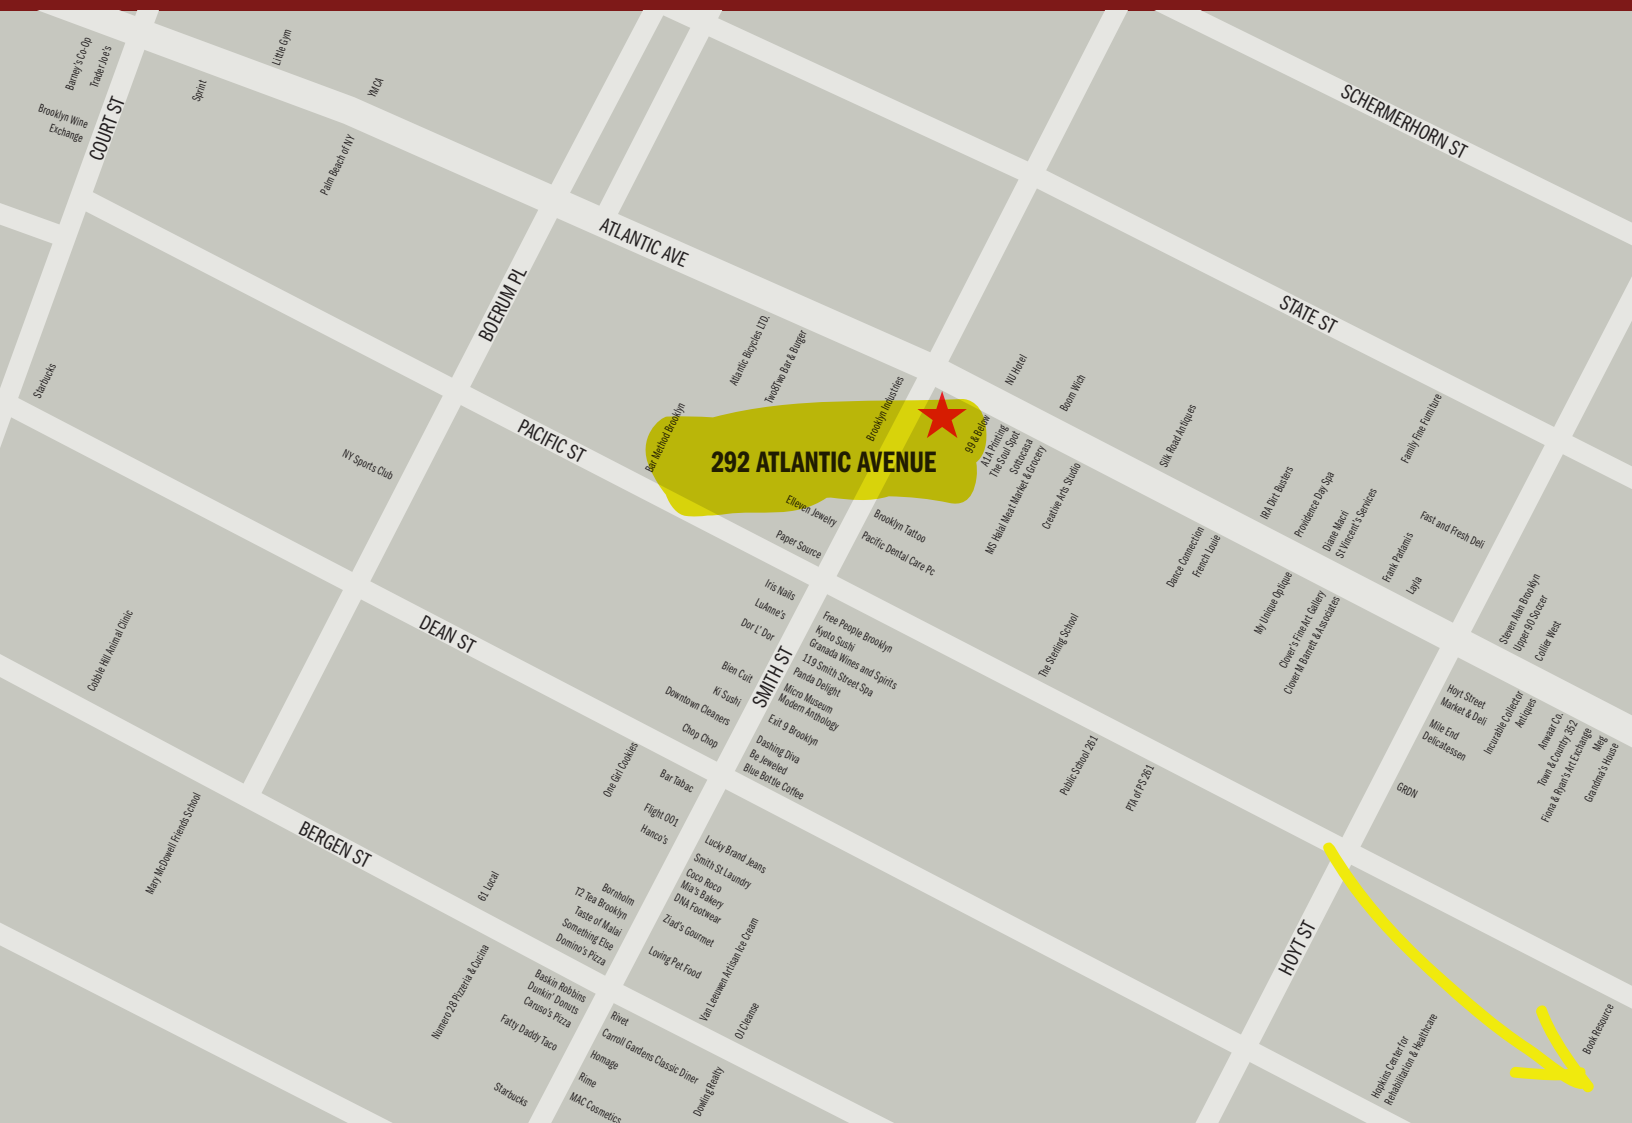 Barney's Co-Op
Trader Joe's
Brooklyn Wine
Exchange
COURT ST
Sprint
Little Gym
YMCA
Palm Beach of NY
SCHERMERHORN ST
ATLANTIC AVE
BOERUM PL
STATE ST
Starbucks
NY Sports Club
PACIFIC ST
Atlantic Bicycles LTD.
Two8Two Bar & Burger
Bar Method Brooklyn
Brooklyn Industries
292 ATLANTIC AVENUE
99 & Below
A1A Printing
The Soul Spot
Sottocasa
MS Halal Meat Market & Grocery
Creative Arts Studio
NU Hotel
Boom Wich
Silk Road Antiques
Family Fine Furniture
IRA Dirt Busters
Providence Day Spa
Diane Macri
St Vincent's Services
Frank Padami's
Layla
Fast and Fresh Deli
Dance Connection
French Louie
My Unique Optique
Clover's Fine Art Gallery
Clover M Barrett & Associates
Steven Alan Brooklyn
Upper 90 Soccer
Collier West
Elleven Jewelry
Paper Source
Brooklyn Tattoo
Pacific Dental Care Pc
Iris Nails
LuAnne's
Dor L' Dor
Bien Cuit
Ki Sushi
Downtown Cleaners
Chop Chop
SMITH ST
Free People Brooklyn
Kyoto Sushi
Granada Wines and Spirits
119 Smith Street Spa
Panda Delight
Micro Museum
Modern Anthology
Exit 9 Brooklyn
Dashing Diva
Be Jeweled
Blue Bottle Coffee
The Sterling School
Public School 261
PTA of PS 261
Hoyt Street
Market & Deli
Mile End
Delicatessen
GRDN
Incurable Collector
Antiques
Anwaar Co.
Town & Country 352
Fiona & Ryan's Art Exchange
Meg
Grandma's House
Cobble Hill Animal Clinic
DEAN ST
One Girl Cookies
Bar Tabac
Flight 001
Hanco's
Mary McDowell Friends School
BERGEN ST
61 Local
Bornholm
T2 Tea Brooklyn
Taste of Malai
Something Else
Domino's Pizza
Lucky Brand Jeans
Smith St Laundry
Coco Roco
Mia's Bakery
DNA Footwear
Ziad's Gourmet
Loving Pet Food
Van Leeuwen Artisan Ice Cream
OJ Cleanse
Numero 28 Pizzeria & Cucina
Baskin Robbins
Dunkin' Donuts
Caruso's Pizza
Fatty Daddy Taco
Starbucks
Rivet
Carroll Gardens Classic Diner
Homage
Rime
MAC Cosmetics
Dowling Realty
HOYT ST
Hopkins Center for
Rehabilitation & Healthcare
Book Resource